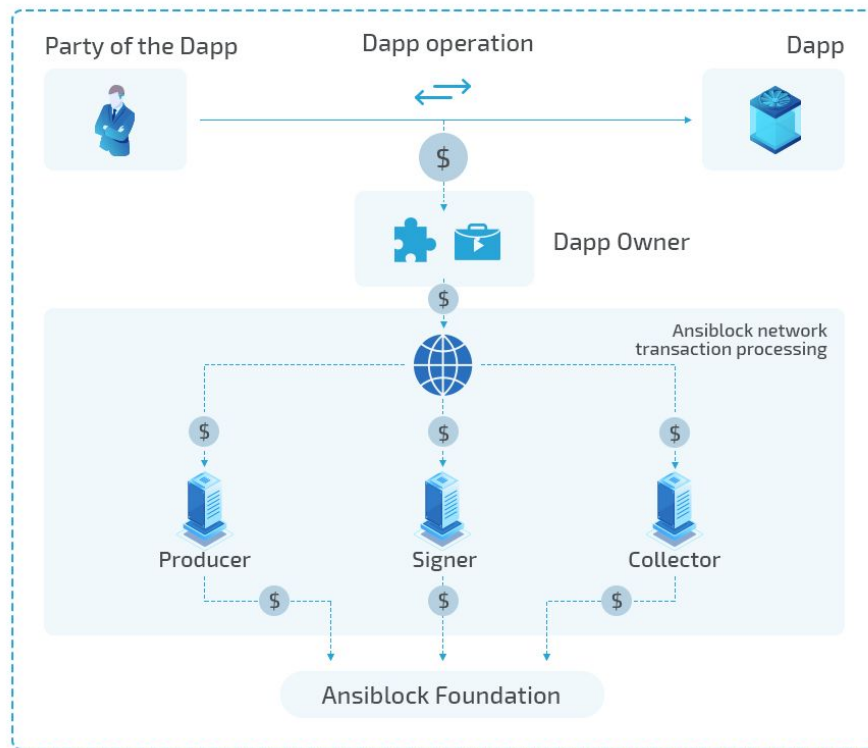 Party of the Dapp
Dapp operation
Dapp
$
Dapp Owner
$
Ansiblock network
transaction processing
$
$
$
Producer
Signer
Collector
$
$
$
Ansiblock Foundation